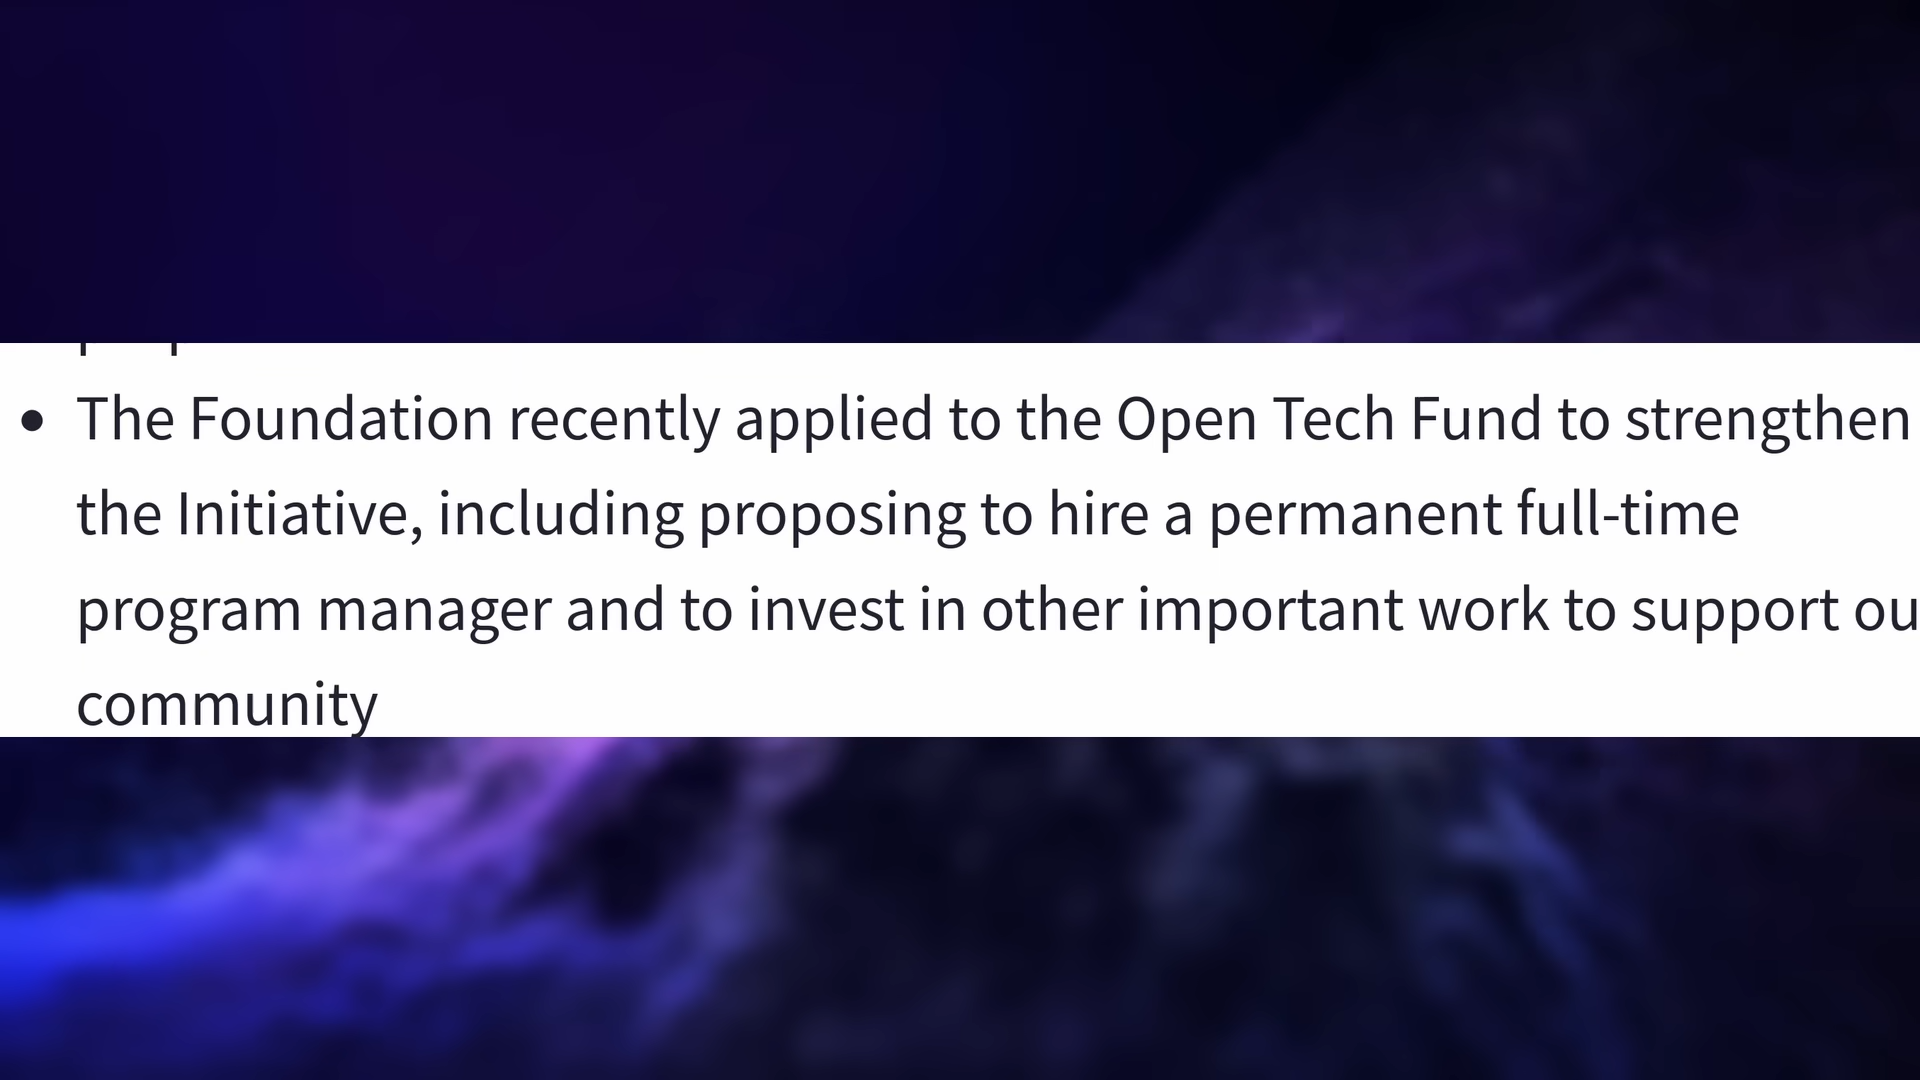 • The Foundation recently applied to the Open Tech Fund to strengthen
the Initiative, including proposing to hire a permanent full-time
program manager and to invest in other important work to support ou
community